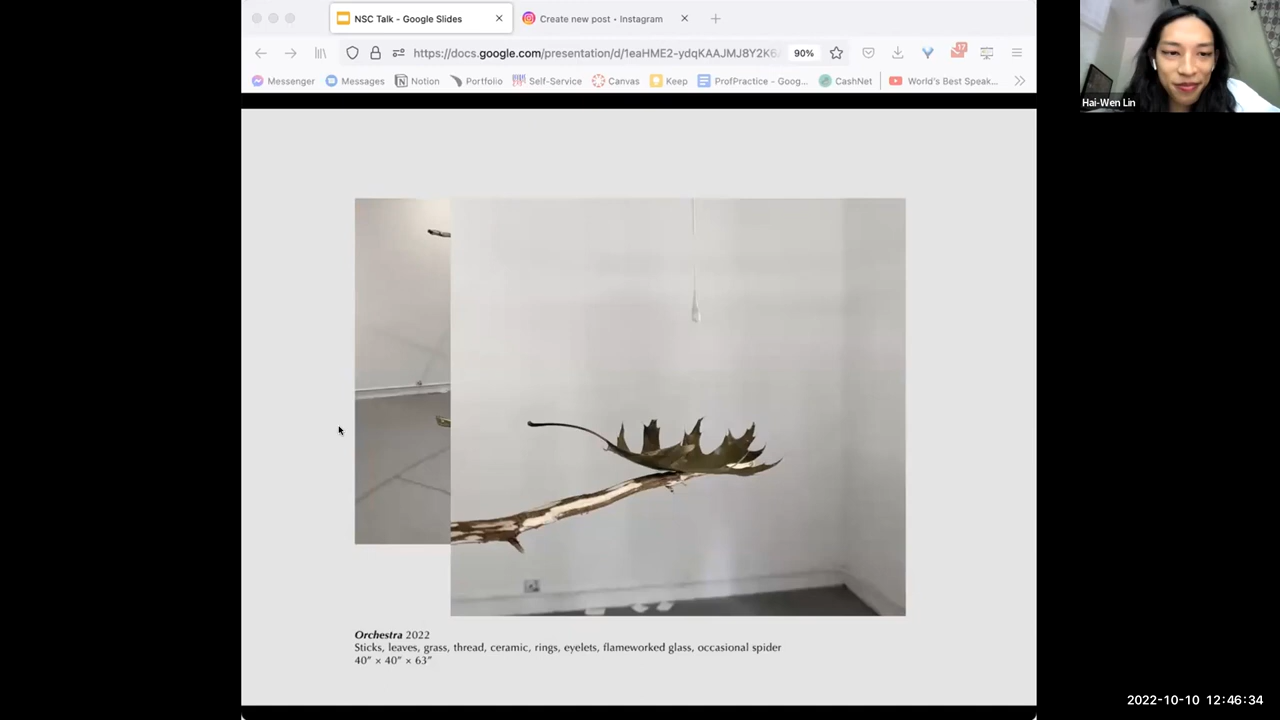 NSC Talk - Google Slides
Create new post • Instagram
https://docs.google.com/presentation/d/1eaHME2-ydqKAAJMJ8Y2K6
90%
17
Messenger
Messages
Notion
Portfolio
Self-Service
Canvas
Keep
ProfPractice - Goog...
CashNet
World's Best Speak...
Hai-Wen Lin
Orchestra 2022
Sticks, leaves, grass, thread, ceramic, rings, eyelets, flameworked glass, occasional spider
40” × 40” × 63”
2022-10-10 12:46:34